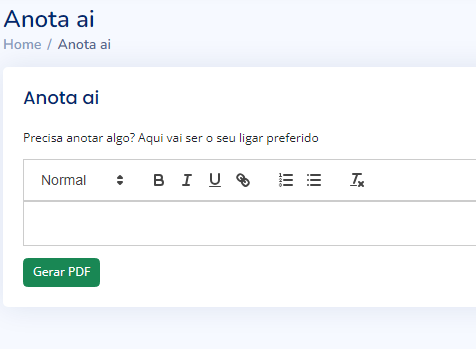 Anota ai
Home / Anota ai
Anota ai
Precisa anotar algo? Aqui vai ser o seu ligar preferido
Normal B I U
Gerar PDF